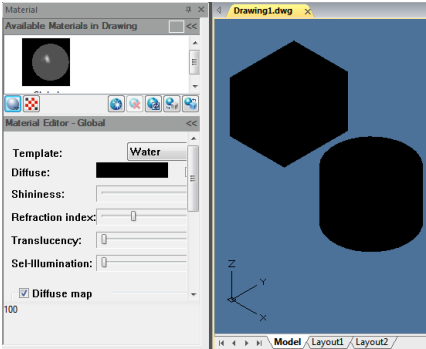 Material
Available Materials in Drawing <<
Material Editor - Global <<
Template: Water
Diffuse:
Shininess:
Refraction index:
Translucency:
Sel-Illumination:
Diffuse map
100
Drawing1.dwg
Z
Y
X
Model Layout1 Layout2